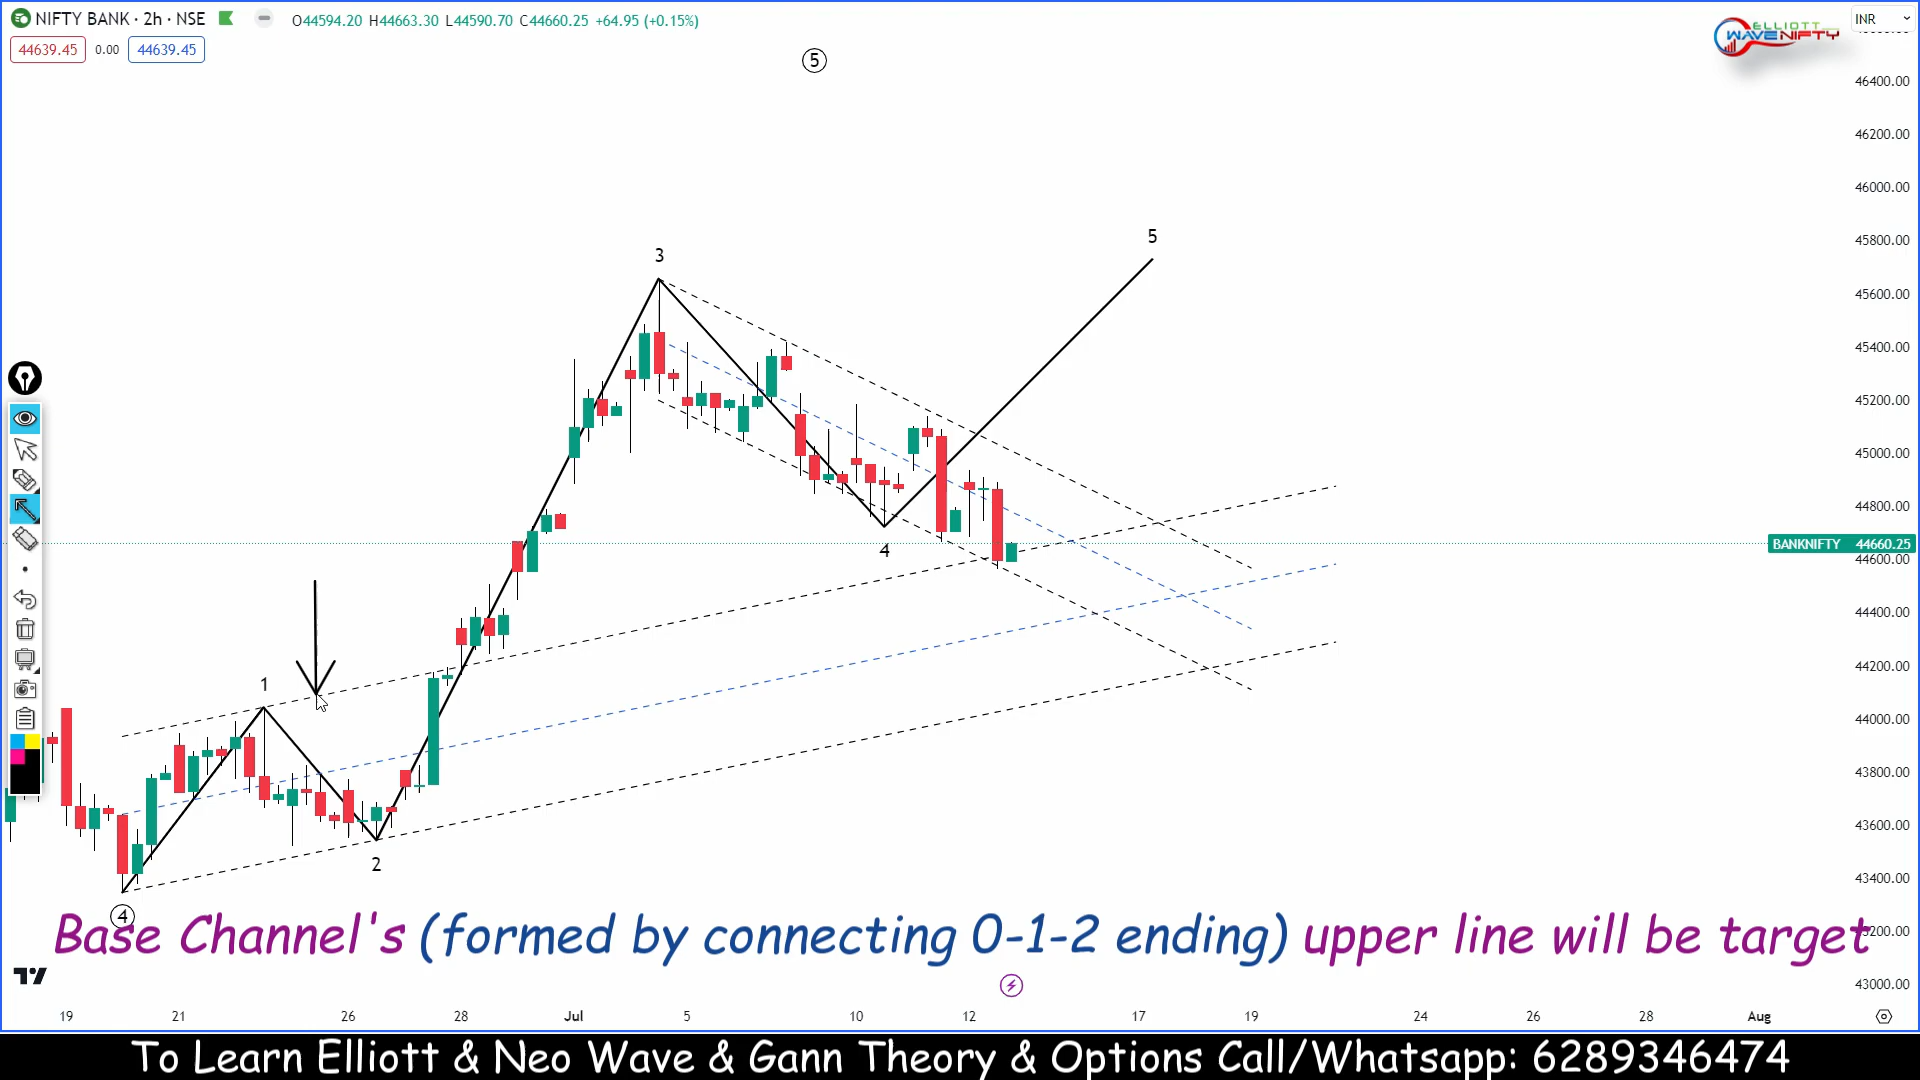 NIFTY BANK · 2h · NSE O44594.20 H44663.30 L44590.70 C44660.25 +64.95 (+0.15%)
44639.45 0.00 44639.45
ELLIOTT
WAVENIFTY
INR
5
46400.00
46200.00
46000.00
5
45800.00
3
45600.00
45400.00
45200.00
45000.00
44800.00
4
BANKNIFTY 44660.25
44600.00
44400.00
44200.00
1
44000.00
43800.00
43600.00
2
43400.00
4
Base Channel's (formed by connecting 0-1-2 ending) upper line will be target
43200.00
43000.00
19 21 26 28 Jul 5 10 12 17 19 24 26 28 Aug
To Learn Elliott & Neo Wave & Gann Theory & Options Call/Whatsapp: 6289346474